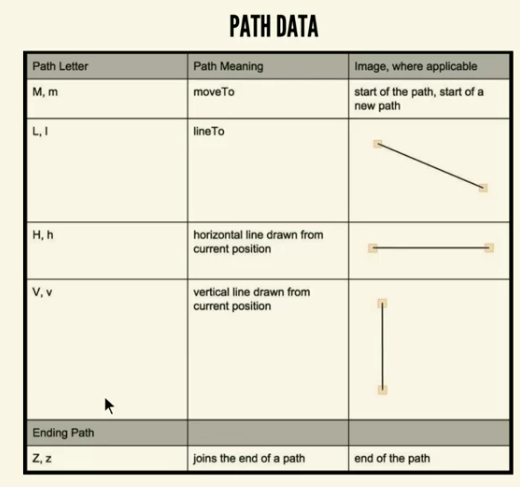 PATH DATA
Path Letter
Path Meaning
Image, where applicable
M, m
moveTo
start of the path, start of a
new path
L, l
lineTo
H, h
horizontal line drawn from
current position
V, v
vertical line drawn from
current position
Ending Path
Z, z
joins the end of a path
end of the path